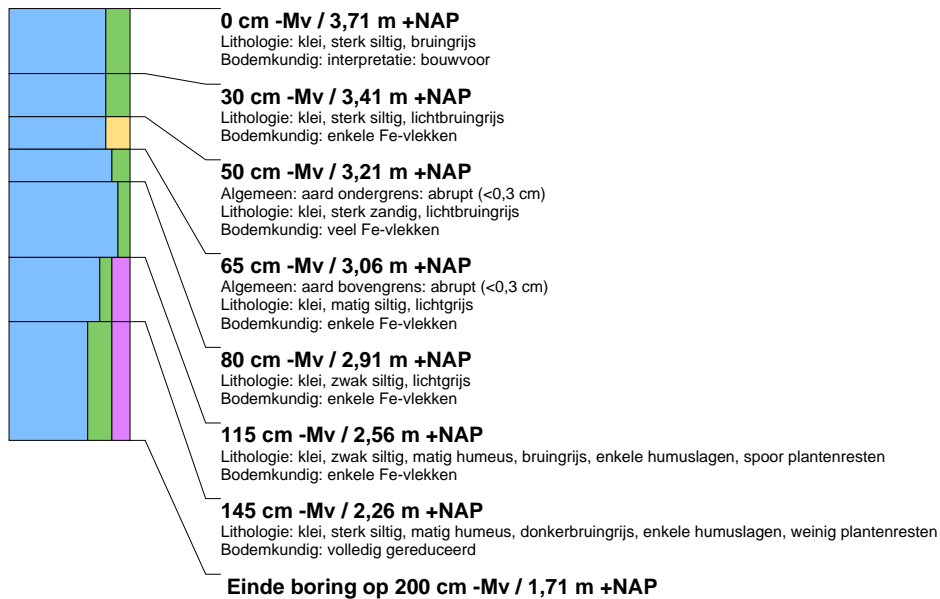 0 cm -Mv / 3,71 m +NAP
Lithologie: klei, sterk siltig, bruingrijs
Bodemkundig: interpretatie: bouwvoor
30 cm -Mv / 3,41 m +NAP
Lithologie: klei, sterk siltig, lichtbruingrijs
Bodemkundig: enkele Fe-vlekken
50 cm -Mv / 3,21 m +NAP
Algemeen: aard ondergrens: abrupt (<0,3 cm)
Lithologie: klei, sterk zandig, lichtbruingrijs
Bodemkundig: veel Fe-vlekken
65 cm -Mv / 3,06 m +NAP
Algemeen: aard bovengrens: abrupt (<0,3 cm)
Lithologie: klei, matig siltig, lichtgrijs
Bodemkundig: enkele Fe-vlekken
80 cm -Mv / 2,91 m +NAP
Lithologie: klei, zwak siltig, lichtgrijs
Bodemkundig: enkele Fe-vlekken
115 cm -Mv / 2,56 m +NAP
Lithologie: klei, zwak siltig, matig humeus, bruingrijs, enkele humuslagen, spoor plantenresten
Bodemkundig: enkele Fe-vlekken
145 cm -Mv / 2,26 m +NAP
Lithologie: klei, sterk siltig, matig humeus, donkerbruingrijs, enkele humuslagen, weinig plantenresten
Bodemkundig: volledig gereduceerd
Einde boring op 200 cm -Mv / 1,71 m +NAP